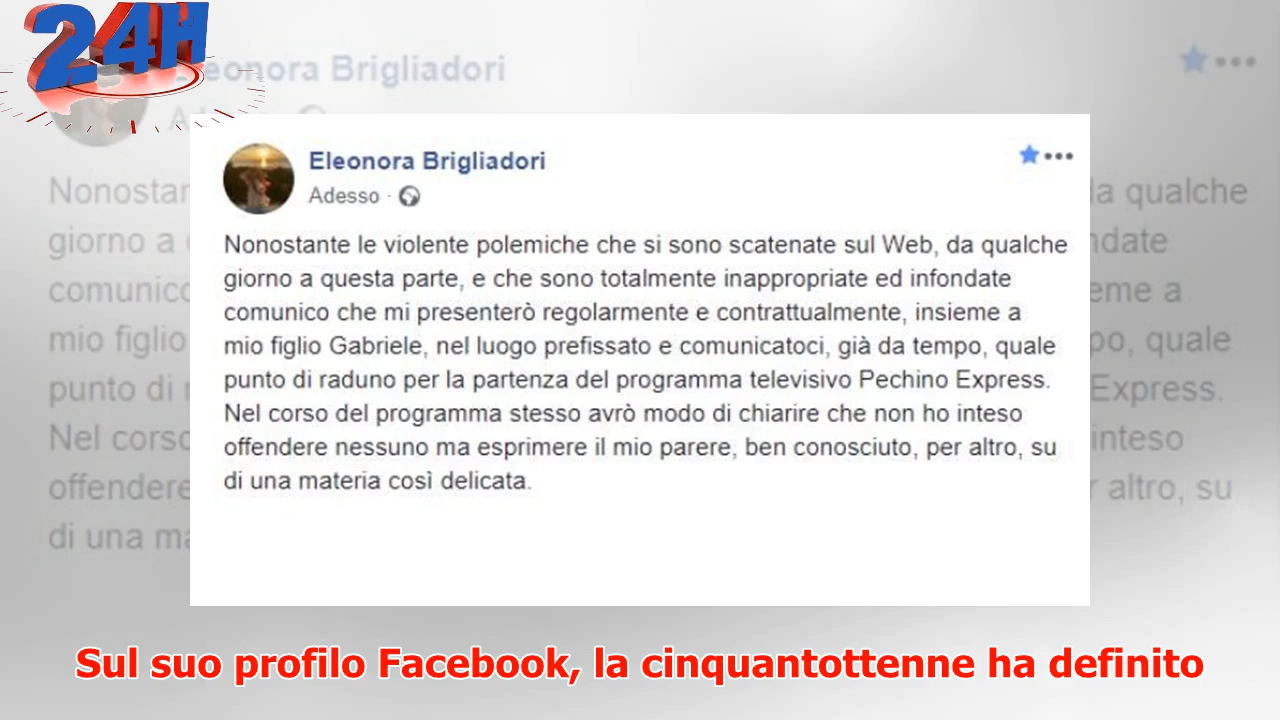 24H
Eleonora Brigliadori
Eleonora Brigliadori
Adesso ·
Nonostante le violente polemiche che si sono scatenate sul Web, da qualche
giorno a questa parte, e che sono totalmente inappropriate ed infondate
comunico che mi presenterò regolarmente e contrattualmente, insieme a
mio figlio Gabriele, nel luogo prefissato e comunicatoci, già da tempo, quale
punto di raduno per la partenza del programma televisivo Pechino Express.
Nel corso del programma stesso avrò modo di chiarire che non ho inteso
offendere nessuno ma esprimere il mio parere, ben conosciuto, per altro, su
di una materia così delicata.
Sul suo profilo Facebook, la cinquantottenne ha definito